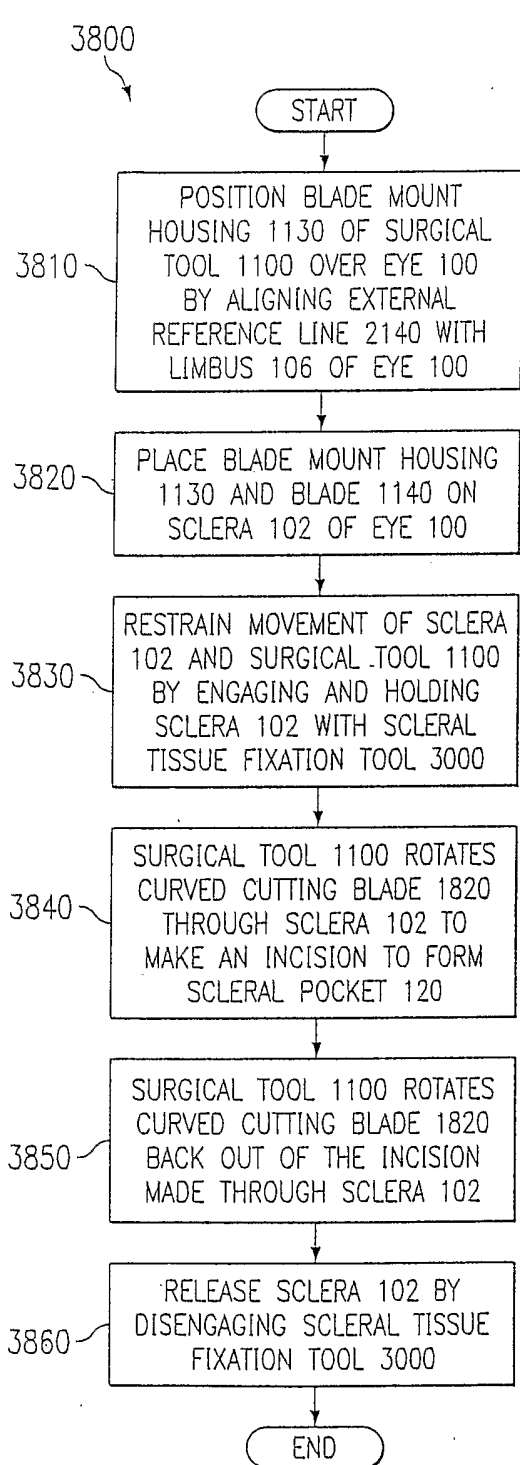 3800
START
3810
POSITION BLADE MOUNT
HOUSING 1130 OF SURGICAL
TOOL 1100 OVER EYE 100
BY ALIGNING EXTERNAL
REFERENCE LINE 2140 WITH
LIMBUS 106 OF EYE 100
3820
PLACE BLADE MOUNT HOUSING
1130 AND BLADE 1140 ON
SCLERA 102 OF EYE 100
3830
RESTRAIN MOVEMENT OF SCLERA
102 AND SURGICAL TOOL 1100
BY ENGAGING AND HOLDING
SCLERA 102 WITH SCLERAL
TISSUE FIXATION TOOL 3000
3840
SURGICAL TOOL 1100 ROTATES
CURVED CUTTING BLADE 1820
THROUGH SCLERA 102 TO
MAKE AN INCISION TO FORM
SCLERAL POCKET 120
3850
SURGICAL TOOL 1100 ROTATES
CURVED CUTTING BLADE 1820
BACK OUT OF THE INCISION
MADE THROUGH SCLERA 102
3860
RELEASE SCLERA 102 BY
DISENGAGING SCLERAL TISSUE
FIXATION TOOL 3000
END